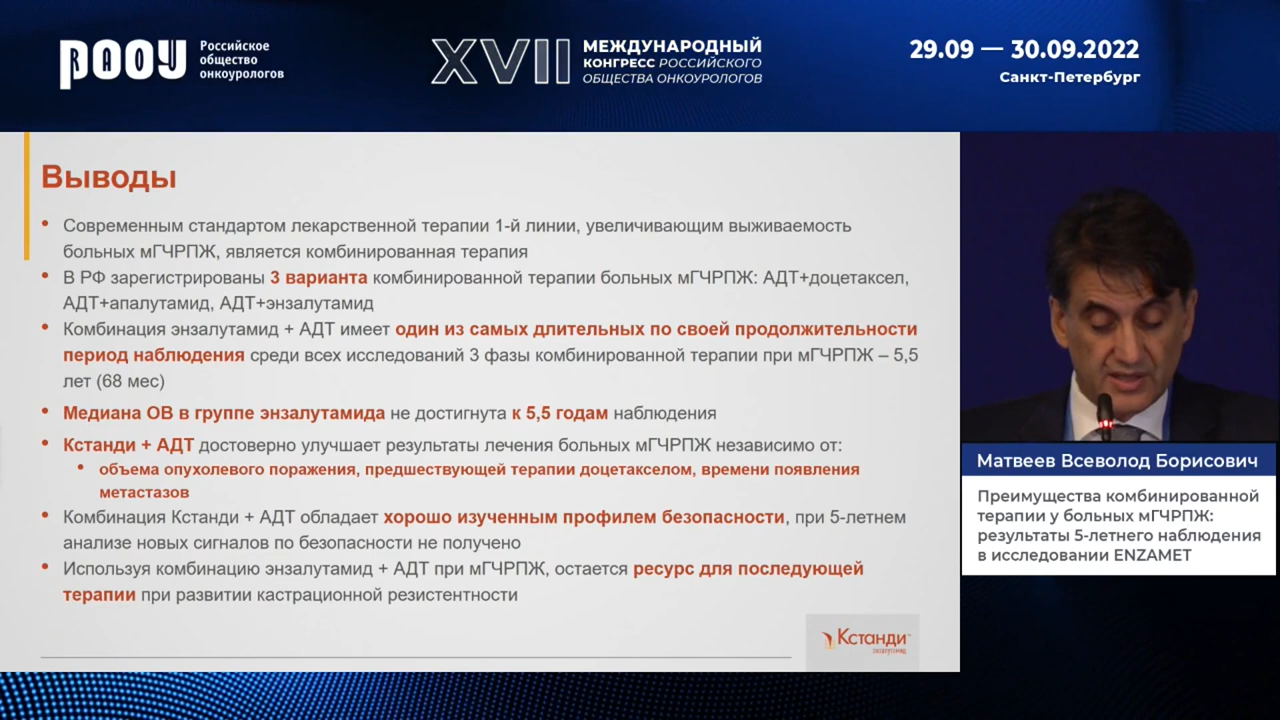 РАОУ
Российское
общество
онкоурологов
XVII
МЕЖДУНАРОДНЫЙ
КОНГРЕСС РОССИЙСКОГО
ОБЩЕСТВА ОНКОУРОЛОГОВ
29.09 — 30.09.2022
Санкт-Петербург
Выводы
• Современным стандартом лекарственной терапии 1-й линии, увеличивающим выживаемость
больных мГЧРПЖ, является комбинированная терапия
• В РФ зарегистрированы 3 варианта комбинированной терапии больных мГЧРПЖ: АДТ+доцетаксел,
АДТ+апалутамид, АДТ+энзалутамид
• Комбинация энзалутамид + АДТ имеет один из самых длительных по своей продолжительности
период наблюдения среди всех исследований 3 фазы комбинированной терапии при мГЧРПЖ – 5,5
лет (68 мес)
• Медиана ОВ в группе энзалутамида не достигнута к 5,5 годам наблюдения
• Кстанди + АДТ достоверно улучшает результаты лечения больных мГЧРПЖ независимо от:
• объема опухолевого поражения, предшествующей терапии доцетакселом, времени появления
метастазов
• Комбинация Кстанди + АДТ обладает хорошо изученным профилем безопасности, при 5-летнем
анализе новых сигналов по безопасности не получено
• Используя комбинацию энзалутамид + АДТ при мГЧРПЖ, остается ресурс для последующей
терапии при развитии кастрационной резистентности
Кстанди
энзалутамид
Матвеев Всеволод Борисович
Преимущества комбинированной
терапии у больных мГЧРПЖ:
результаты 5-летнего наблюдения
в исследовании ENZAMET